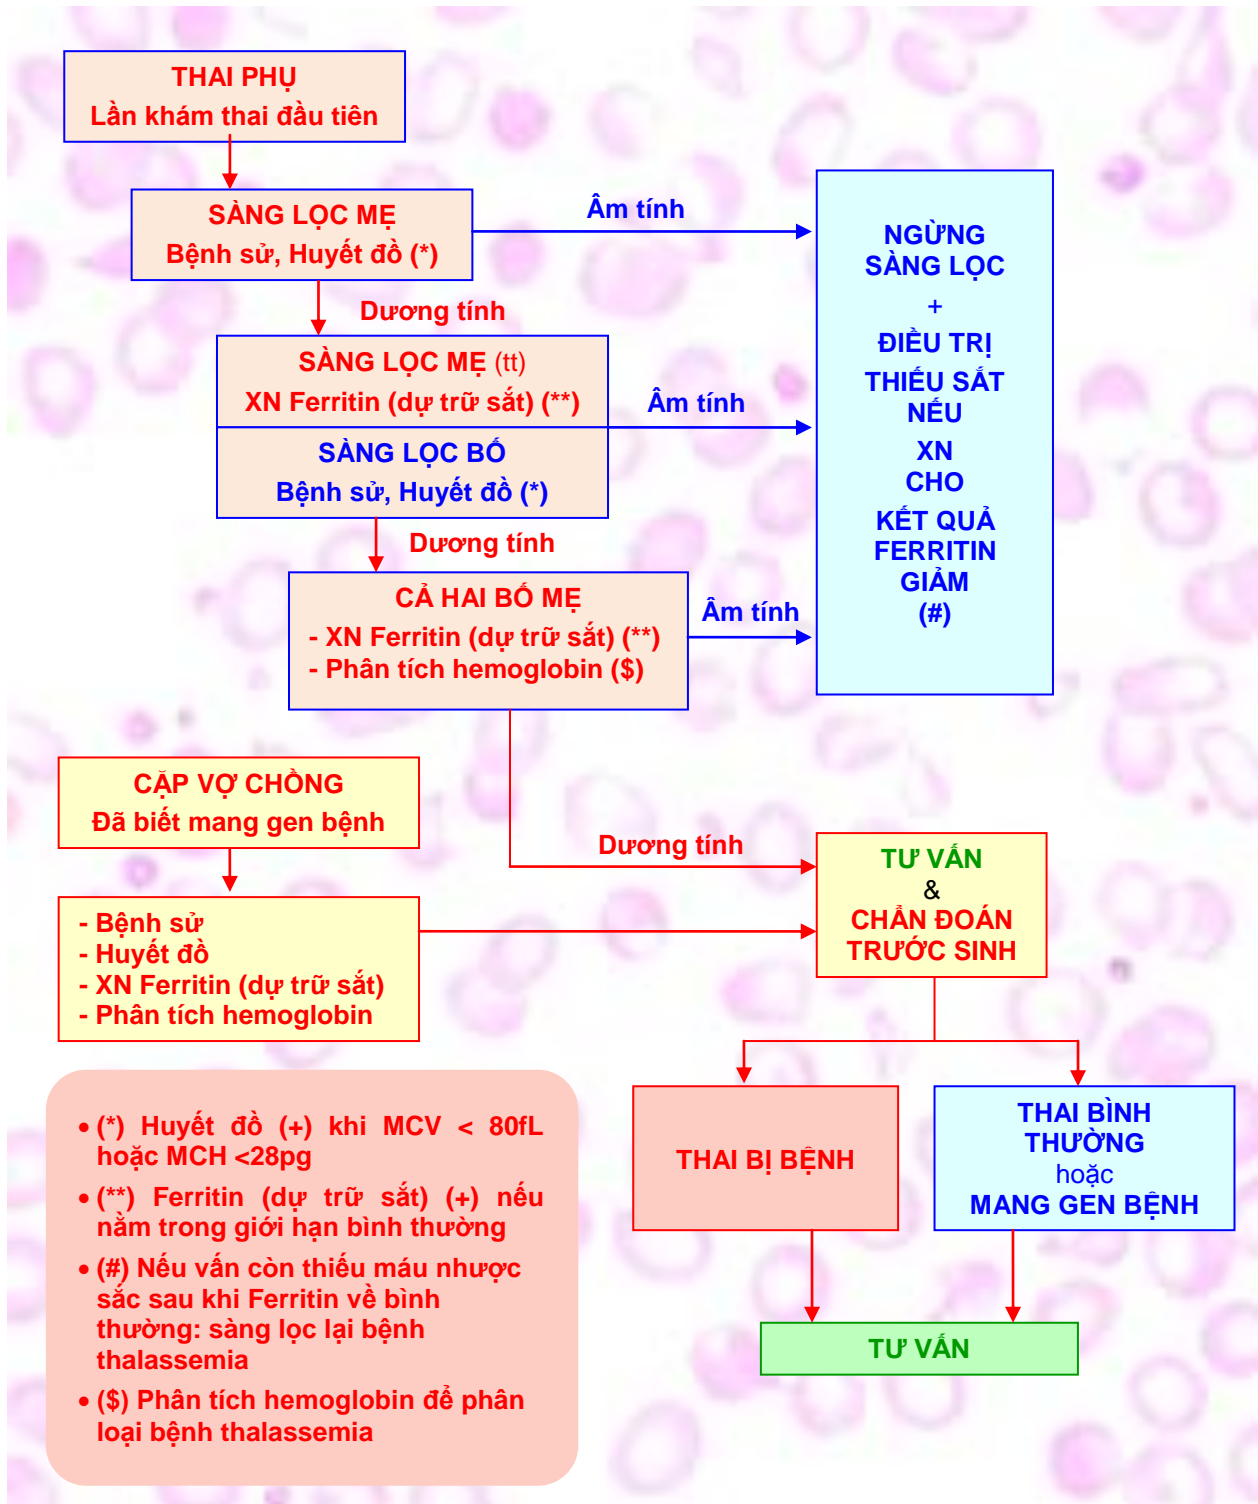 THAI PHỤ
Lần khám thai đầu tiên
SÀNG LỌC MẸ
Bệnh sử, Huyết đồ (*)
Âm tính
Dương tính
SÀNG LỌC MẸ (tt)
XN Ferritin (dự trữ sắt) (**)
Âm tính
SÀNG LỌC BỐ
Bệnh sử, Huyết đồ (*)
Dương tính
CẢ HAI BỐ MẸ
- XN Ferritin (dự trữ sắt) (**)
- Phân tích hemoglobin ($)
Âm tính
NGỪNG
SÀNG LỌC
+
ĐIỀU TRỊ
THIẾU SẮT
NẾU
XN
CHO
KẾT QUẢ
FERRITIN
GIẢM
(#)
CẶP VỢ CHỒNG
Đã biết mang gen bệnh
- Bệnh sử
- Huyết đồ
- XN Ferritin (dự trữ sắt)
- Phân tích hemoglobin
Dương tính
TƯ VẤN
&
CHẨN ĐOÁN
TRƯỚC SINH
THAI BỊ BỆNH
THAI BÌNH
THƯỜNG
hoặc
MANG GEN BỆNH
TƯ VẤN
• (*) Huyết đồ (+) khi MCV < 80fL
hoặc MCH <28pg
• (**) Ferritin (dự trữ sắt) (+) nếu
nằm trong giới hạn bình thường
• (#) Nếu vấn còn thiếu máu nhược
sắc sau khi Ferritin về bình
thường: sàng lọc lại bệnh
thalassemia
• ($) Phân tích hemoglobin để phân
loại bệnh thalassemia